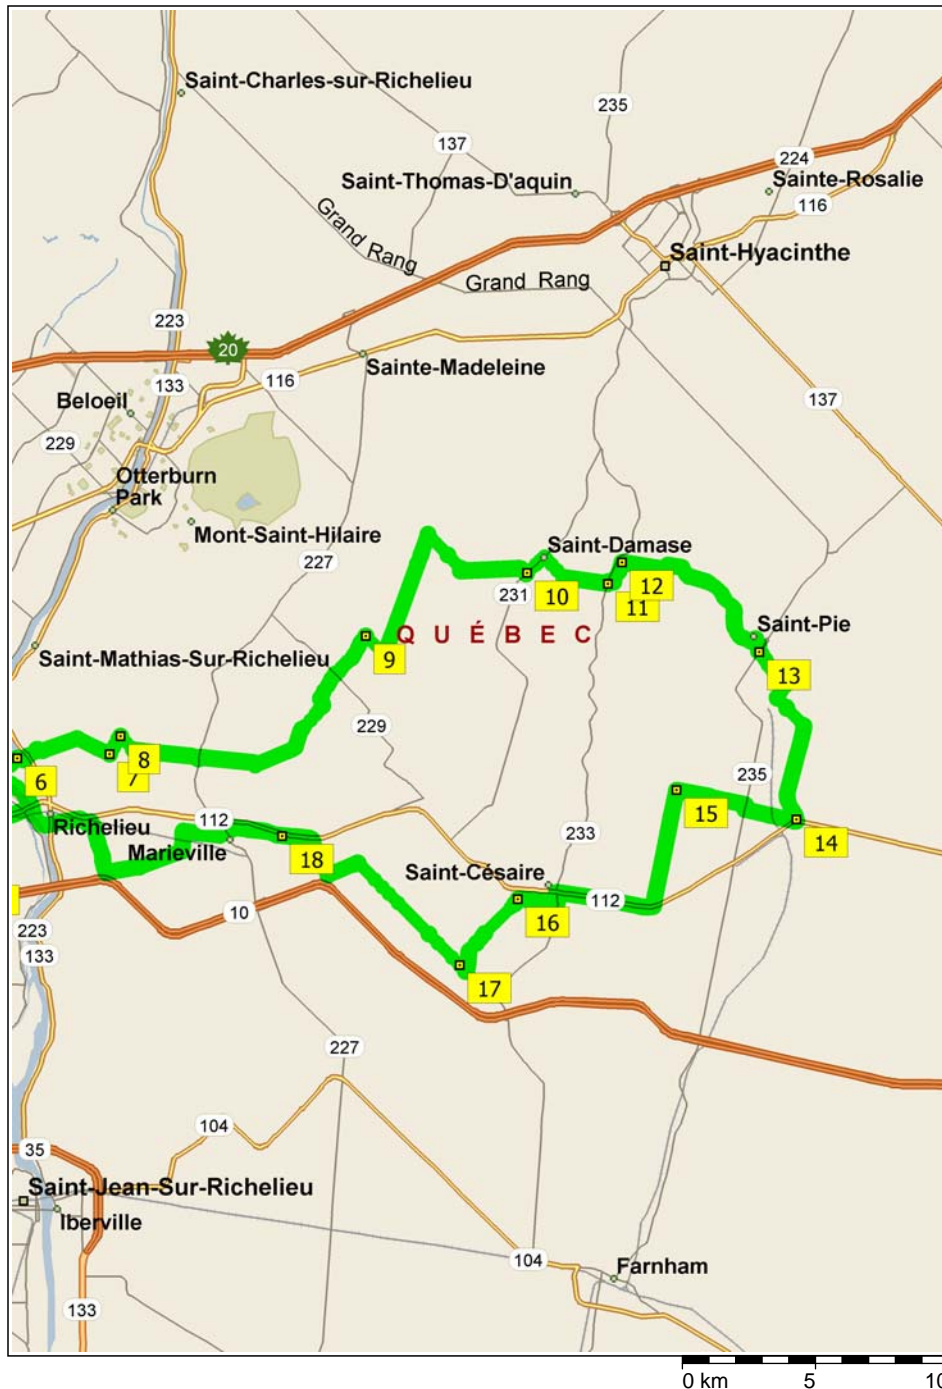 Saint-Charles-sur-Richelieu
235
137
224
Saint-Thomas-D'aquin
Sainte-Rosalie
116
Grand Rang
Saint-Hyacinthe
Grand Rang
223
20
Sainte-Madeleine
133
116
Beloeil
137
229
Otterburn
Park
Mont-Saint-Hilaire
227
Saint-Damase
12
231
10
11
Saint-Pie
QUÉBEC
Saint-Mathias-Sur-Richelieu
9
13
229
8
6
7
235
15
112
Richelieu
233
14
Marieville
18
Saint-Césaire
112
10
16
223
133
17
227
104
35
Saint-Jean-Sur-Richelieu
Iberville
104
Farnham
133
0 km
5
10